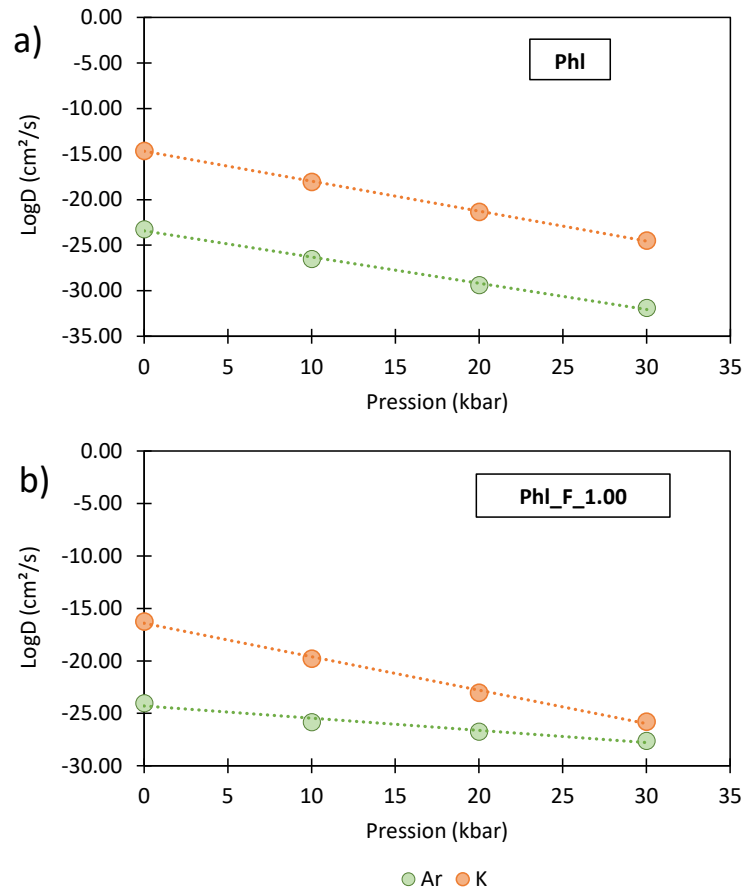 a)
Phl
LogD (cm²/s)
0.00
-5.00
-10.00
-15.00
-20.00
-25.00
-30.00
-35.00
0 5 10 15 20 25 30 35
Pression (kbar)
b)
Phl_F_1.00
LogD (cm²/s)
0.00
-5.00
-10.00
-15.00
-20.00
-25.00
-30.00
0 5 10 15 20 25 30 35
Pression (kbar)
Ar K